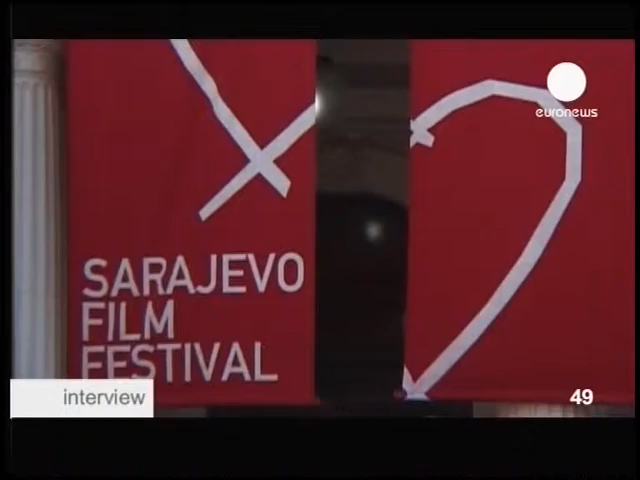 euronews
SARAJEVO
FILM
FESTIVAL
interview
49